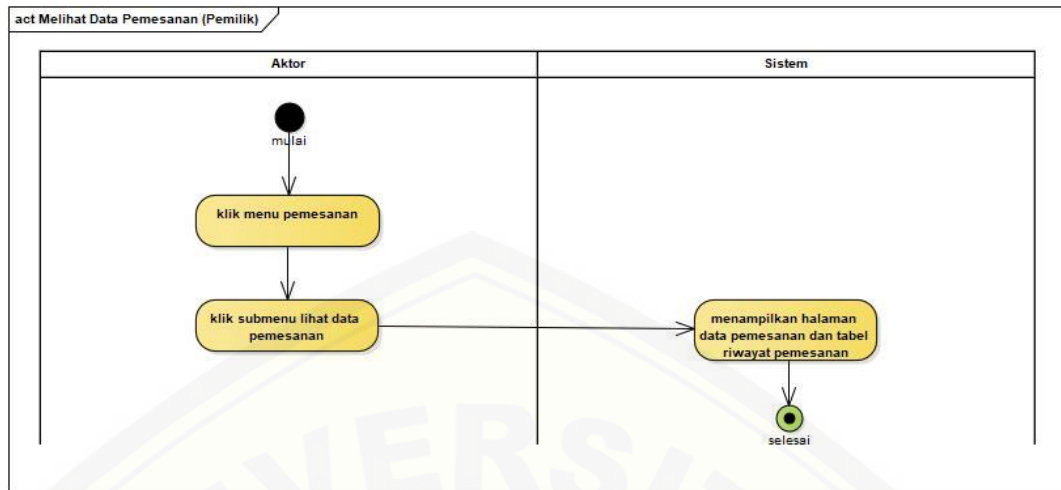 act Melihat Data Pemesanan (Pemilik)
Aktor
Sistem
mulai
klik menu pemesanan
klik submenu lihat data
pemesanan
menampilkan halaman
data pemesanan dan tabel
riwayat pemesanan
selesai
VERSI